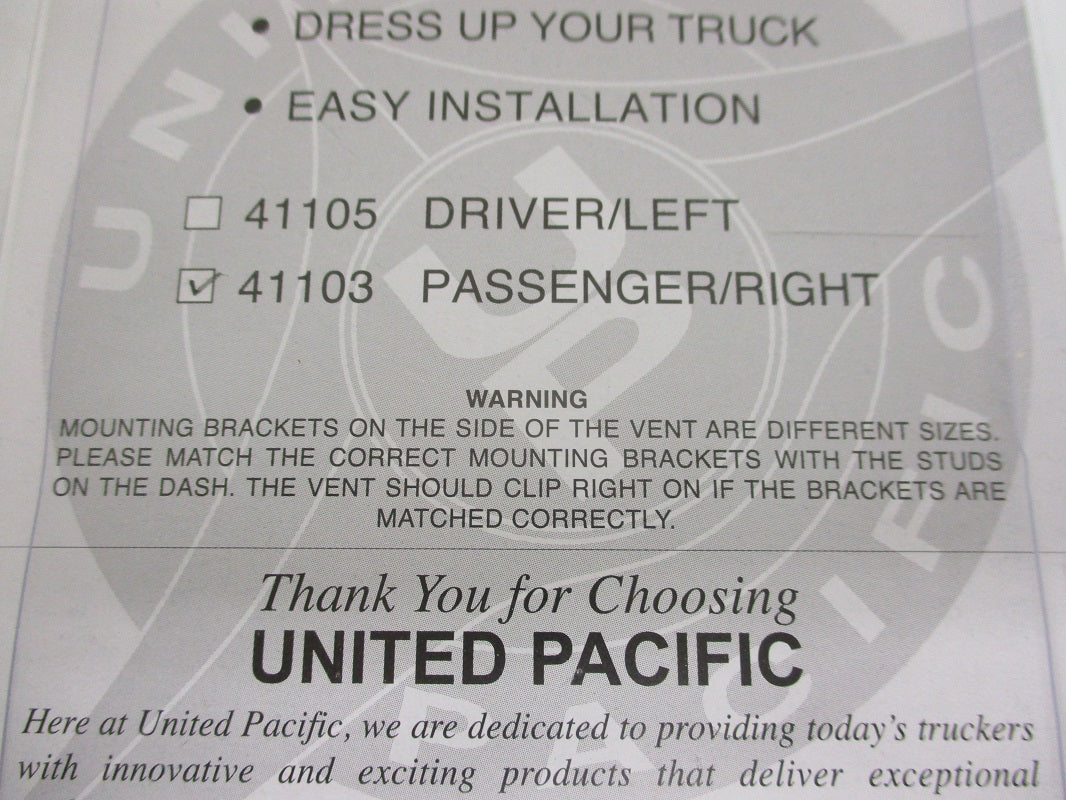 • DRESS UP YOUR TRUCK
• EASY INSTALLATION
☐ 41105 DRIVER/LEFT
☑ 41103 PASSENGER/RIGHT
WARNING
MOUNTING BRACKETS ON THE SIDE OF THE VENT ARE DIFFERENT SIZES.
PLEASE MATCH THE CORRECT MOUNTING BRACKETS WITH THE STUDS
ON THE DASH. THE VENT SHOULD CLIP RIGHT ON IF THE BRACKETS ARE
MATCHED CORRECTLY.
Thank You for Choosing
UNITED PACIFIC
Here at United Pacific, we are dedicated to providing today's truckers
with innovative and exciting products that deliver exceptional
UNI
PACIFIC